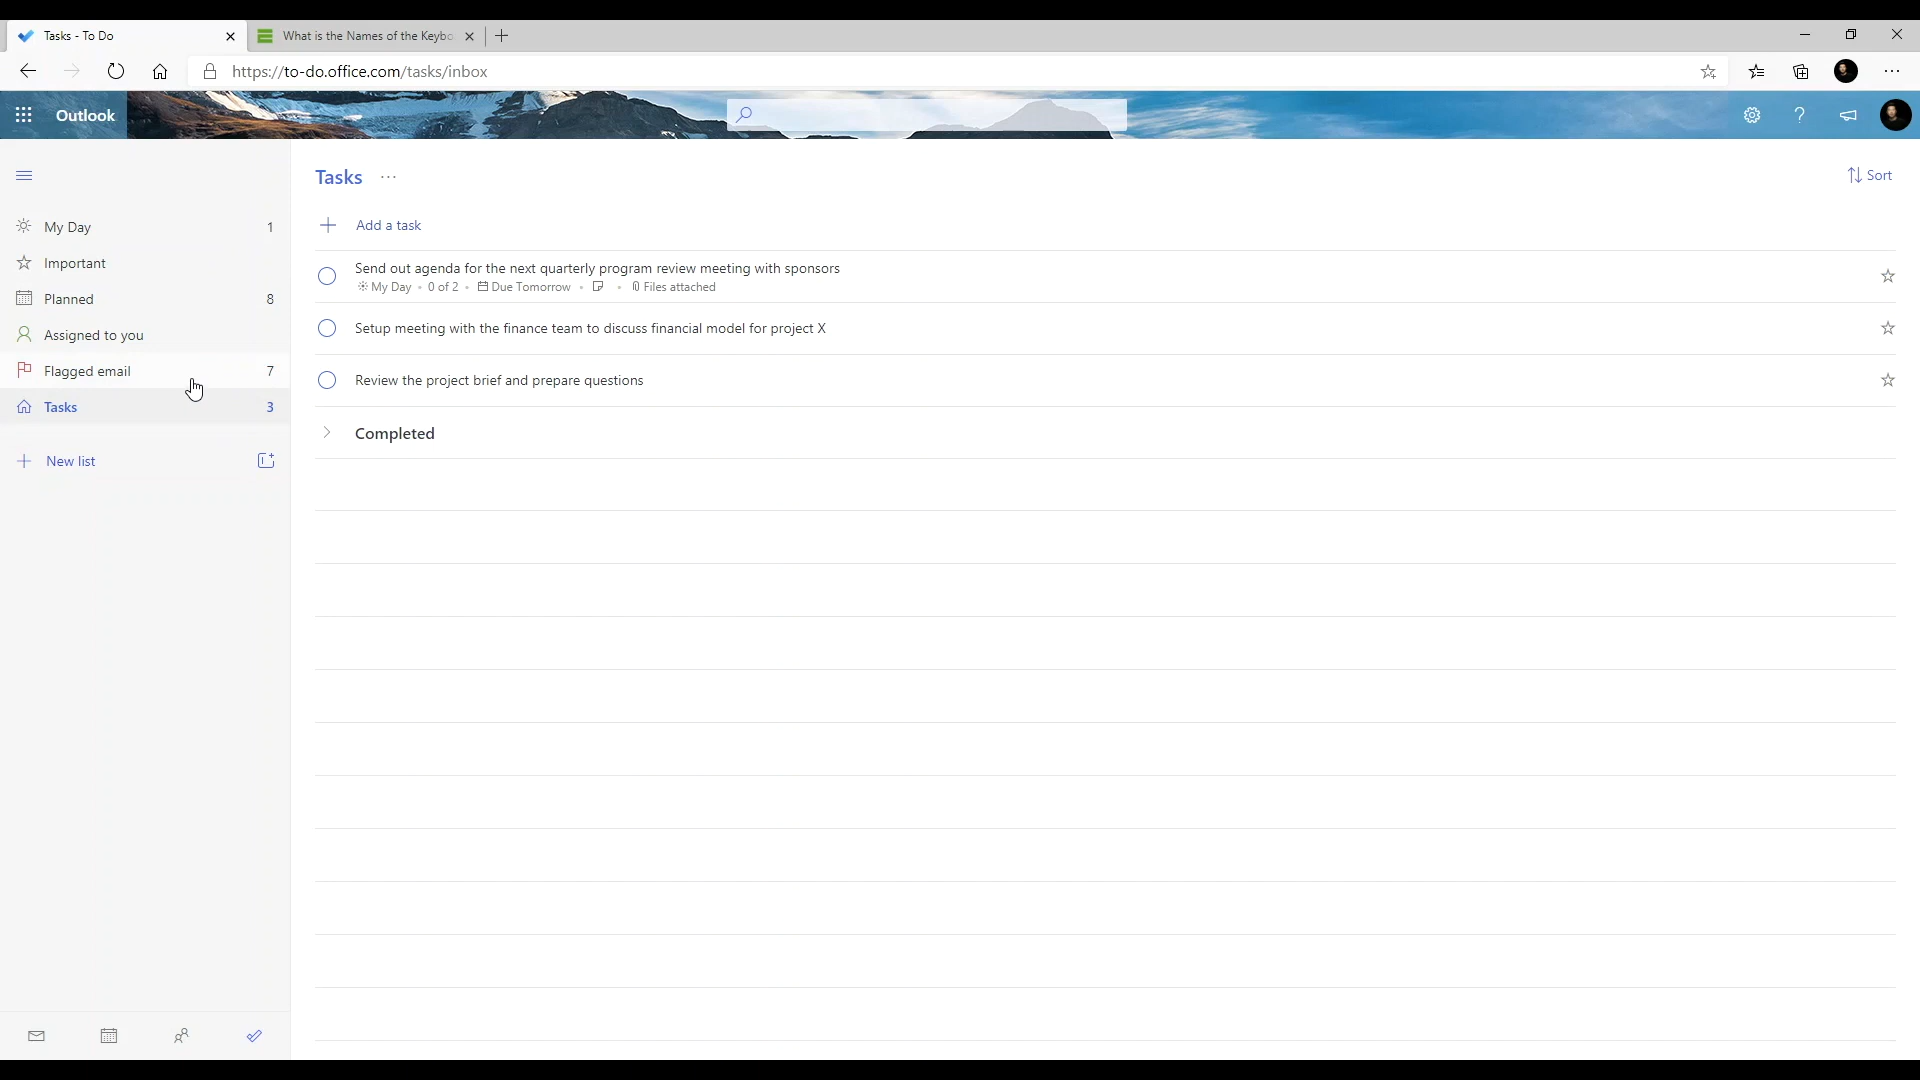 Tasks - To Do
What is the Names of the Keybo
https://to-do.office.com/tasks/inbox
Outlook
Tasks ...
Sort
My Day 1
Add a task
Important
Send out agenda for the next quarterly program review meeting with sponsors
My Day • 0 of 2 • Due Tomorrow • • Files attached
Planned 8
Setup meeting with the finance team to discuss financial model for project X
Assigned to you
Flagged email 7
Review the project brief and prepare questions
Tasks 3
Completed
New list